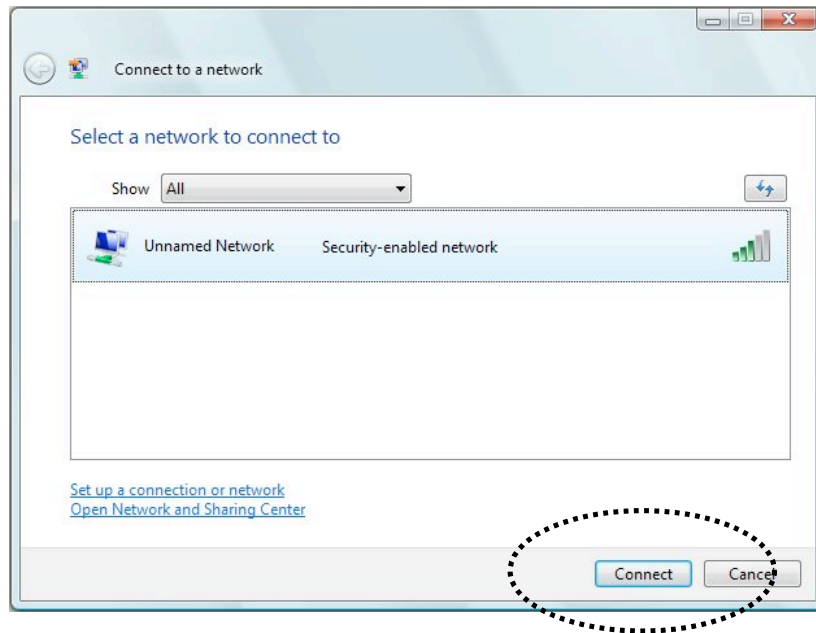 Connect to a network
Select a network to connect to
Show All
Unnamed Network Security-enabled network
Set up a connection or network
Open Network and Sharing Center
Connect Cancel